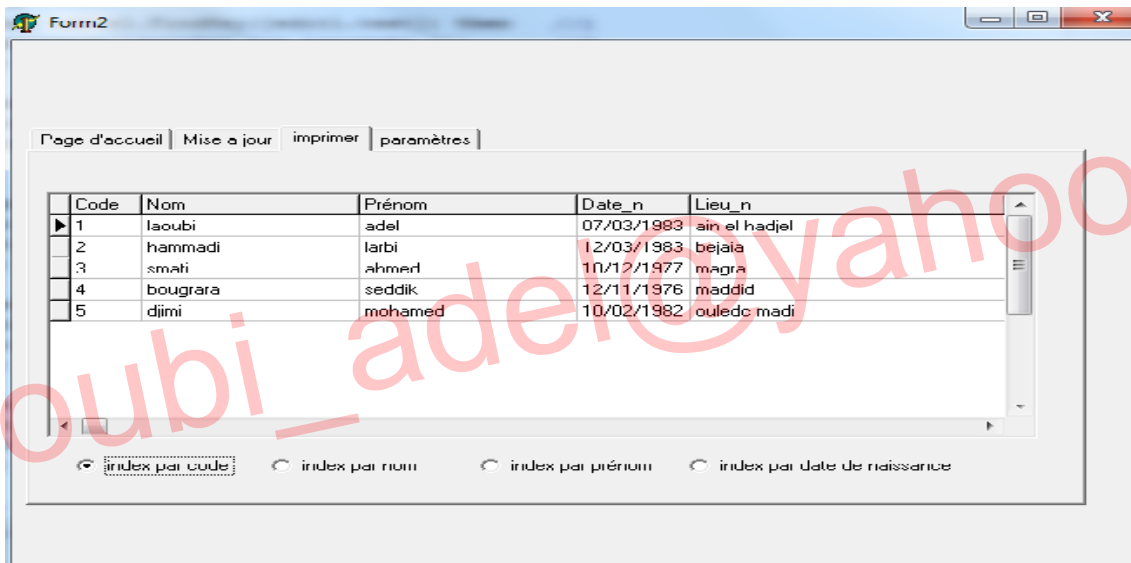 Form2
Page d'accueil Mise a jour imprimer paramètres
Code Nom Prénom Date_n Lieu_n
1 laoubi adel 07/03/1983 ain el hadjel
2 hammadi larbi 12/03/1983 bejaia
3 smati ahmed 10/12/1977 magra
4 bougrara seddik 12/11/1976 maddid
5 djimi mohamed 10/02/1982 ouledc madi
index par code index par nom index par prénom index par date de naissance
oubi_adel@yahoo